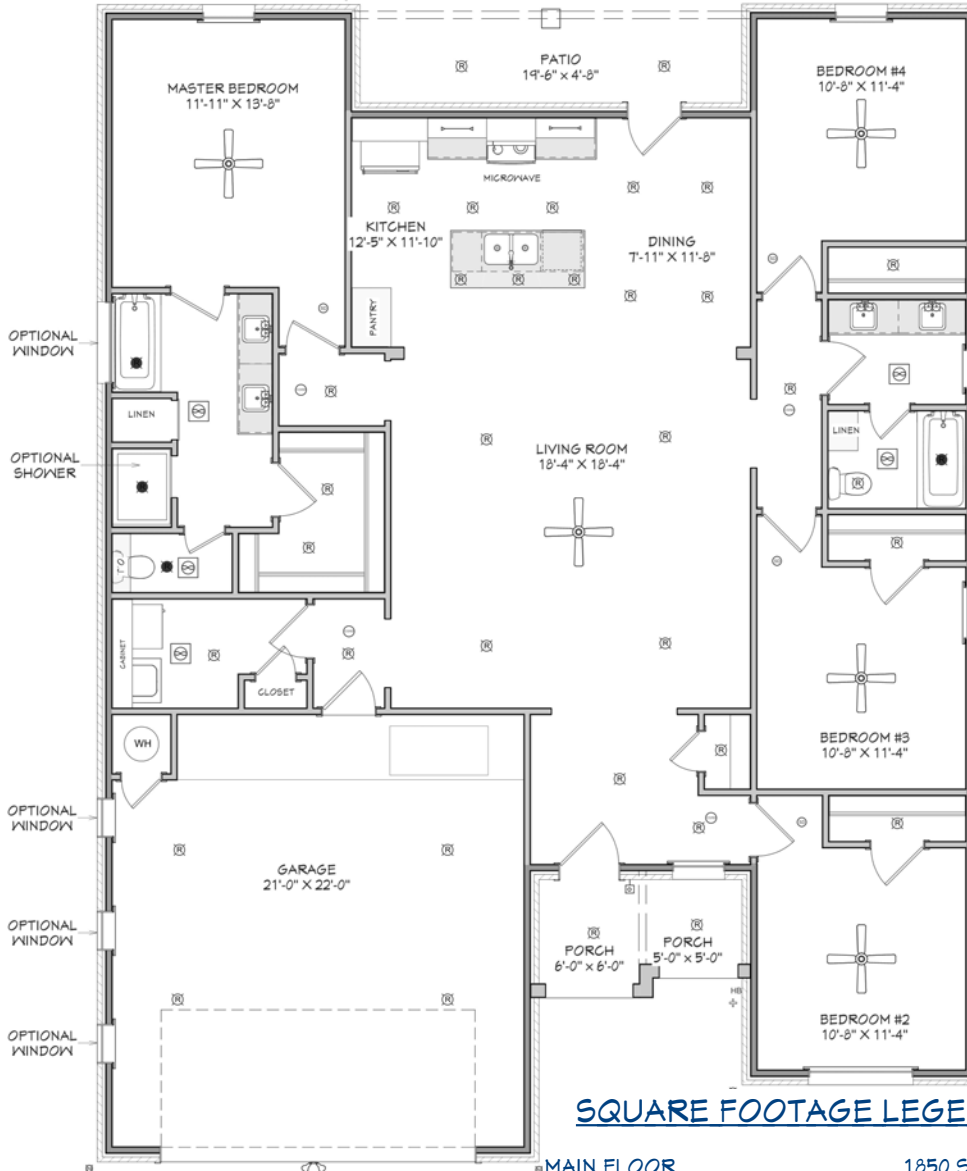 MASTER BEDROOM
11'-11" X 13'-8"
PATIO
19'-6" x 4'-8"
BEDROOM #4
10'-8" X 11'-4"
MICROWAVE
KITCHEN
12'-5" X 11'-10"
DINING
7'-11" X 11'-8"
PANTRY
OPTIONAL
WINDOW
LINEN
OPTIONAL
SHOWER
LIVING ROOM
18'-4" X 18'-4"
LINEN
CABINET
CLOSET
WH
BEDROOM #3
10'-8" X 11'-4"
OPTIONAL
WINDOW
GARAGE
21'-0" X 22'-0"
OPTIONAL
WINDOW
PORCH
6'-0" x 6'-0"
PORCH
5'-0" x 5'-0"
HB
OPTIONAL
WINDOW
BEDROOM #2
10'-8" X 11'-4"
SQUARE FOOTAGE LEGE
MAIN FLOOR 1850 S